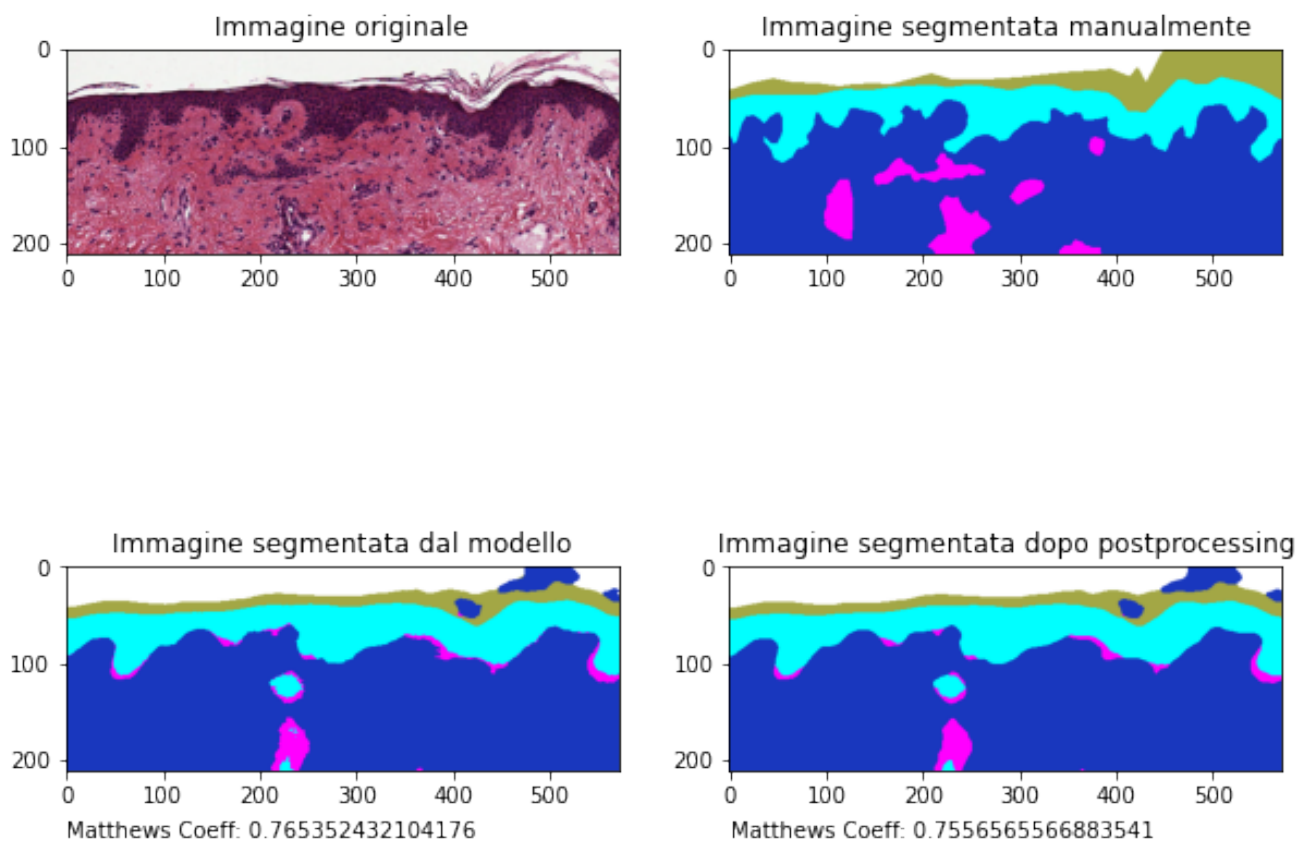 Immagine originale
Immagine segmentata manualmente
0
100
200
0 100 200 300 400 500
0
100
200
0 100 200 300 400 500
Immagine segmentata dal modello
Immagine segmentata dopo postprocessing
0
100
200
0 100 200 300 400 500
Matthews Coeff: 0.765352432104176
0
100
200
0 100 200 300 400 500
Matthews Coeff: 0.7556565566883541